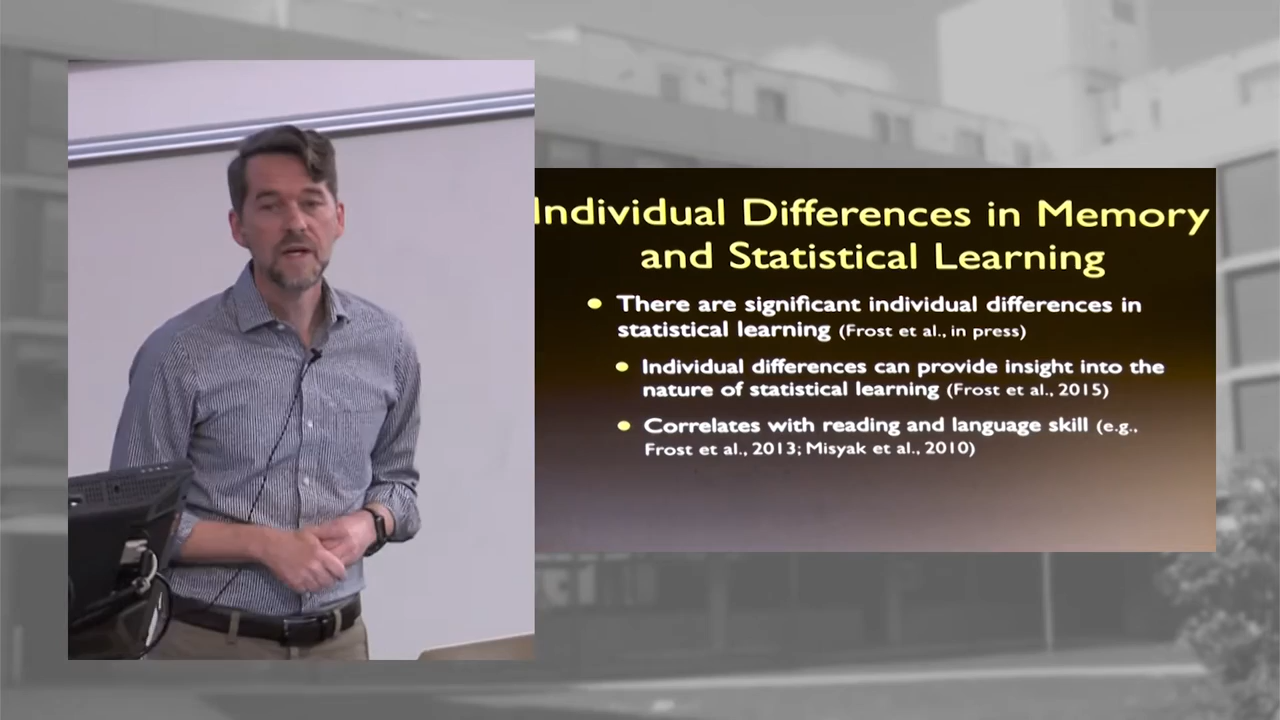 Individual Differences in Memory
and Statistical Learning
There are significant individual differences in
statistical learning (Frost et al., in press)
Individual differences can provide insight into the
nature of statistical learning (Frost et al., 2015)
Correlates with reading and language skill (e.g.,
Frost et al., 2013; Misyak et al., 2010)